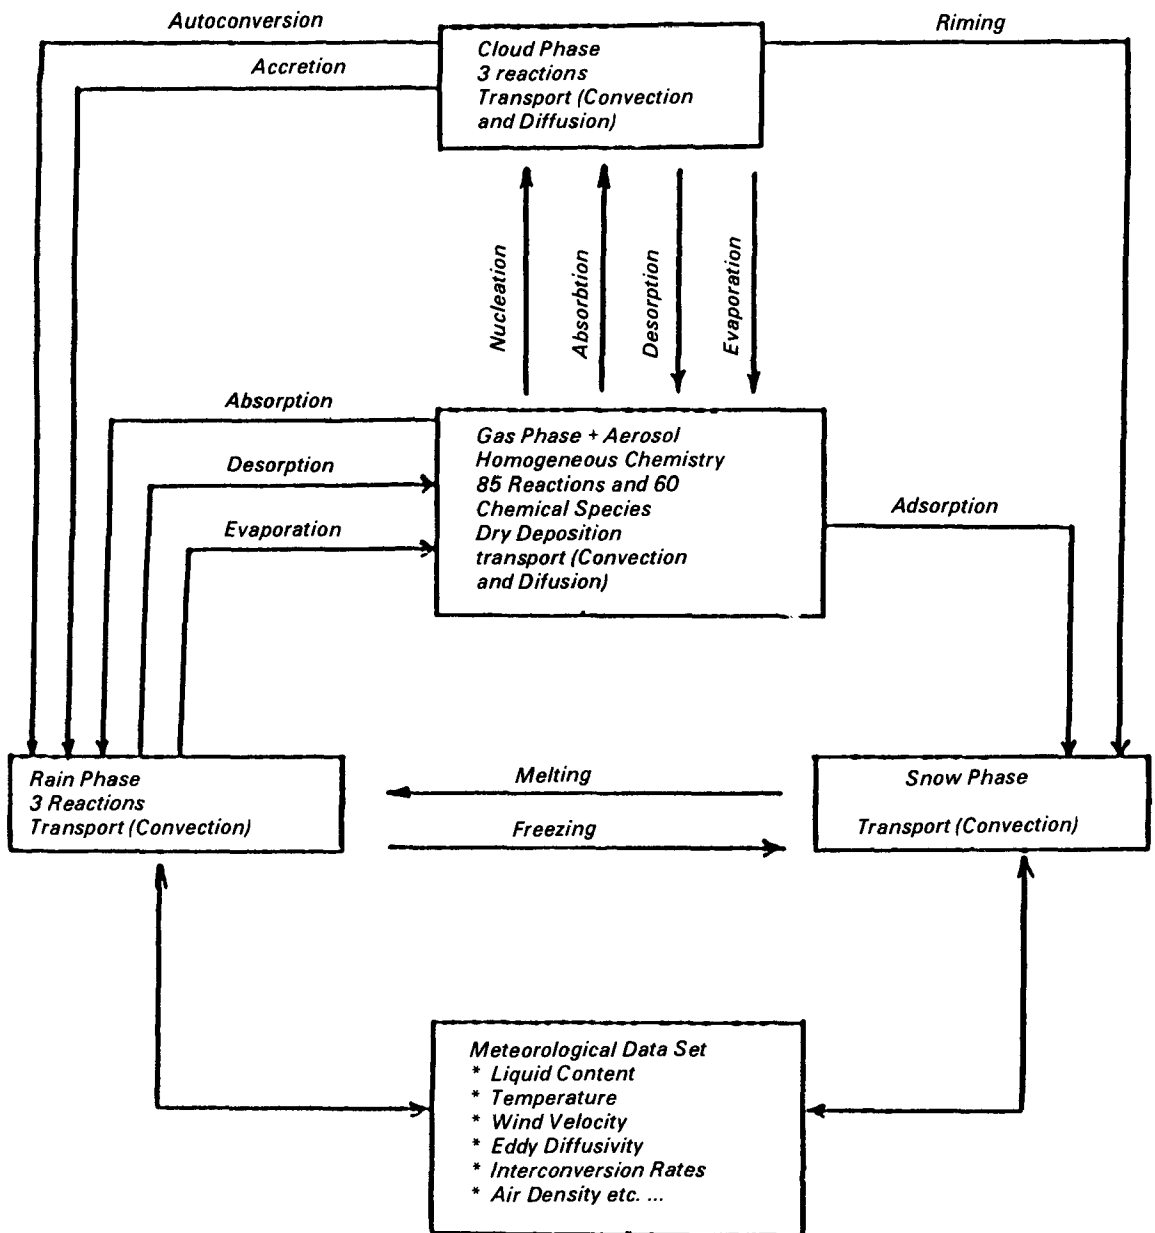 Autoconversion
Riming
Accretion
Cloud Phase
3 reactions
Transport (Convection
and Diffusion)
Nucleation
Absorbtion
Desorption
Evaporation
Absorption
Desorption
Evaporation
Gas Phase + Aerosol
Homogeneous Chemistry
85 Reactions and 60
Chemical Species
Dry Deposition
transport (Convection
and Difusion)
Adsorption
Rain Phase
3 Reactions
Transport (Convection)
Melting
Freezing
Snow Phase
Transport (Convection)
Meteorological Data Set
* Liquid Content
* Temperature
* Wind Velocity
* Eddy Diffusivity
* Interconversion Rates
* Air Density etc. ...